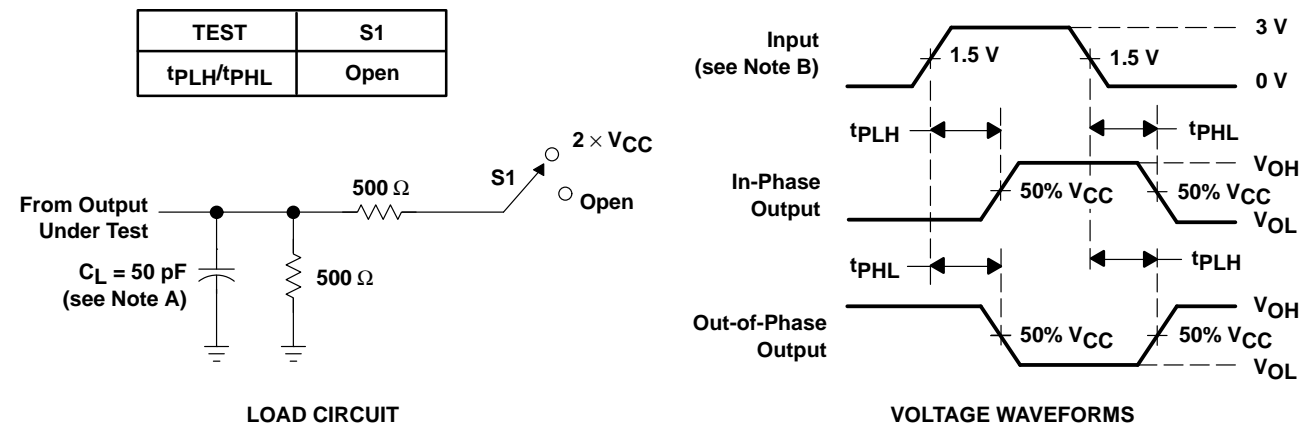 TEST S1
tPLH/tPHL Open
2 × VCC
S1
Open
500 Ω
From Output
Under Test
CL = 50 pF
(see Note A)
500 Ω
LOAD CIRCUIT
Input
(see Note B)
1.5 V
1.5 V
3 V
0 V
tPLH
tPHL
In-Phase
Output
50% VCC
50% VCC
VOH
VOL
tPHL
tPLH
Out-of-Phase
Output
50% VCC
50% VCC
VOH
VOL
VOLTAGE WAVEFORMS